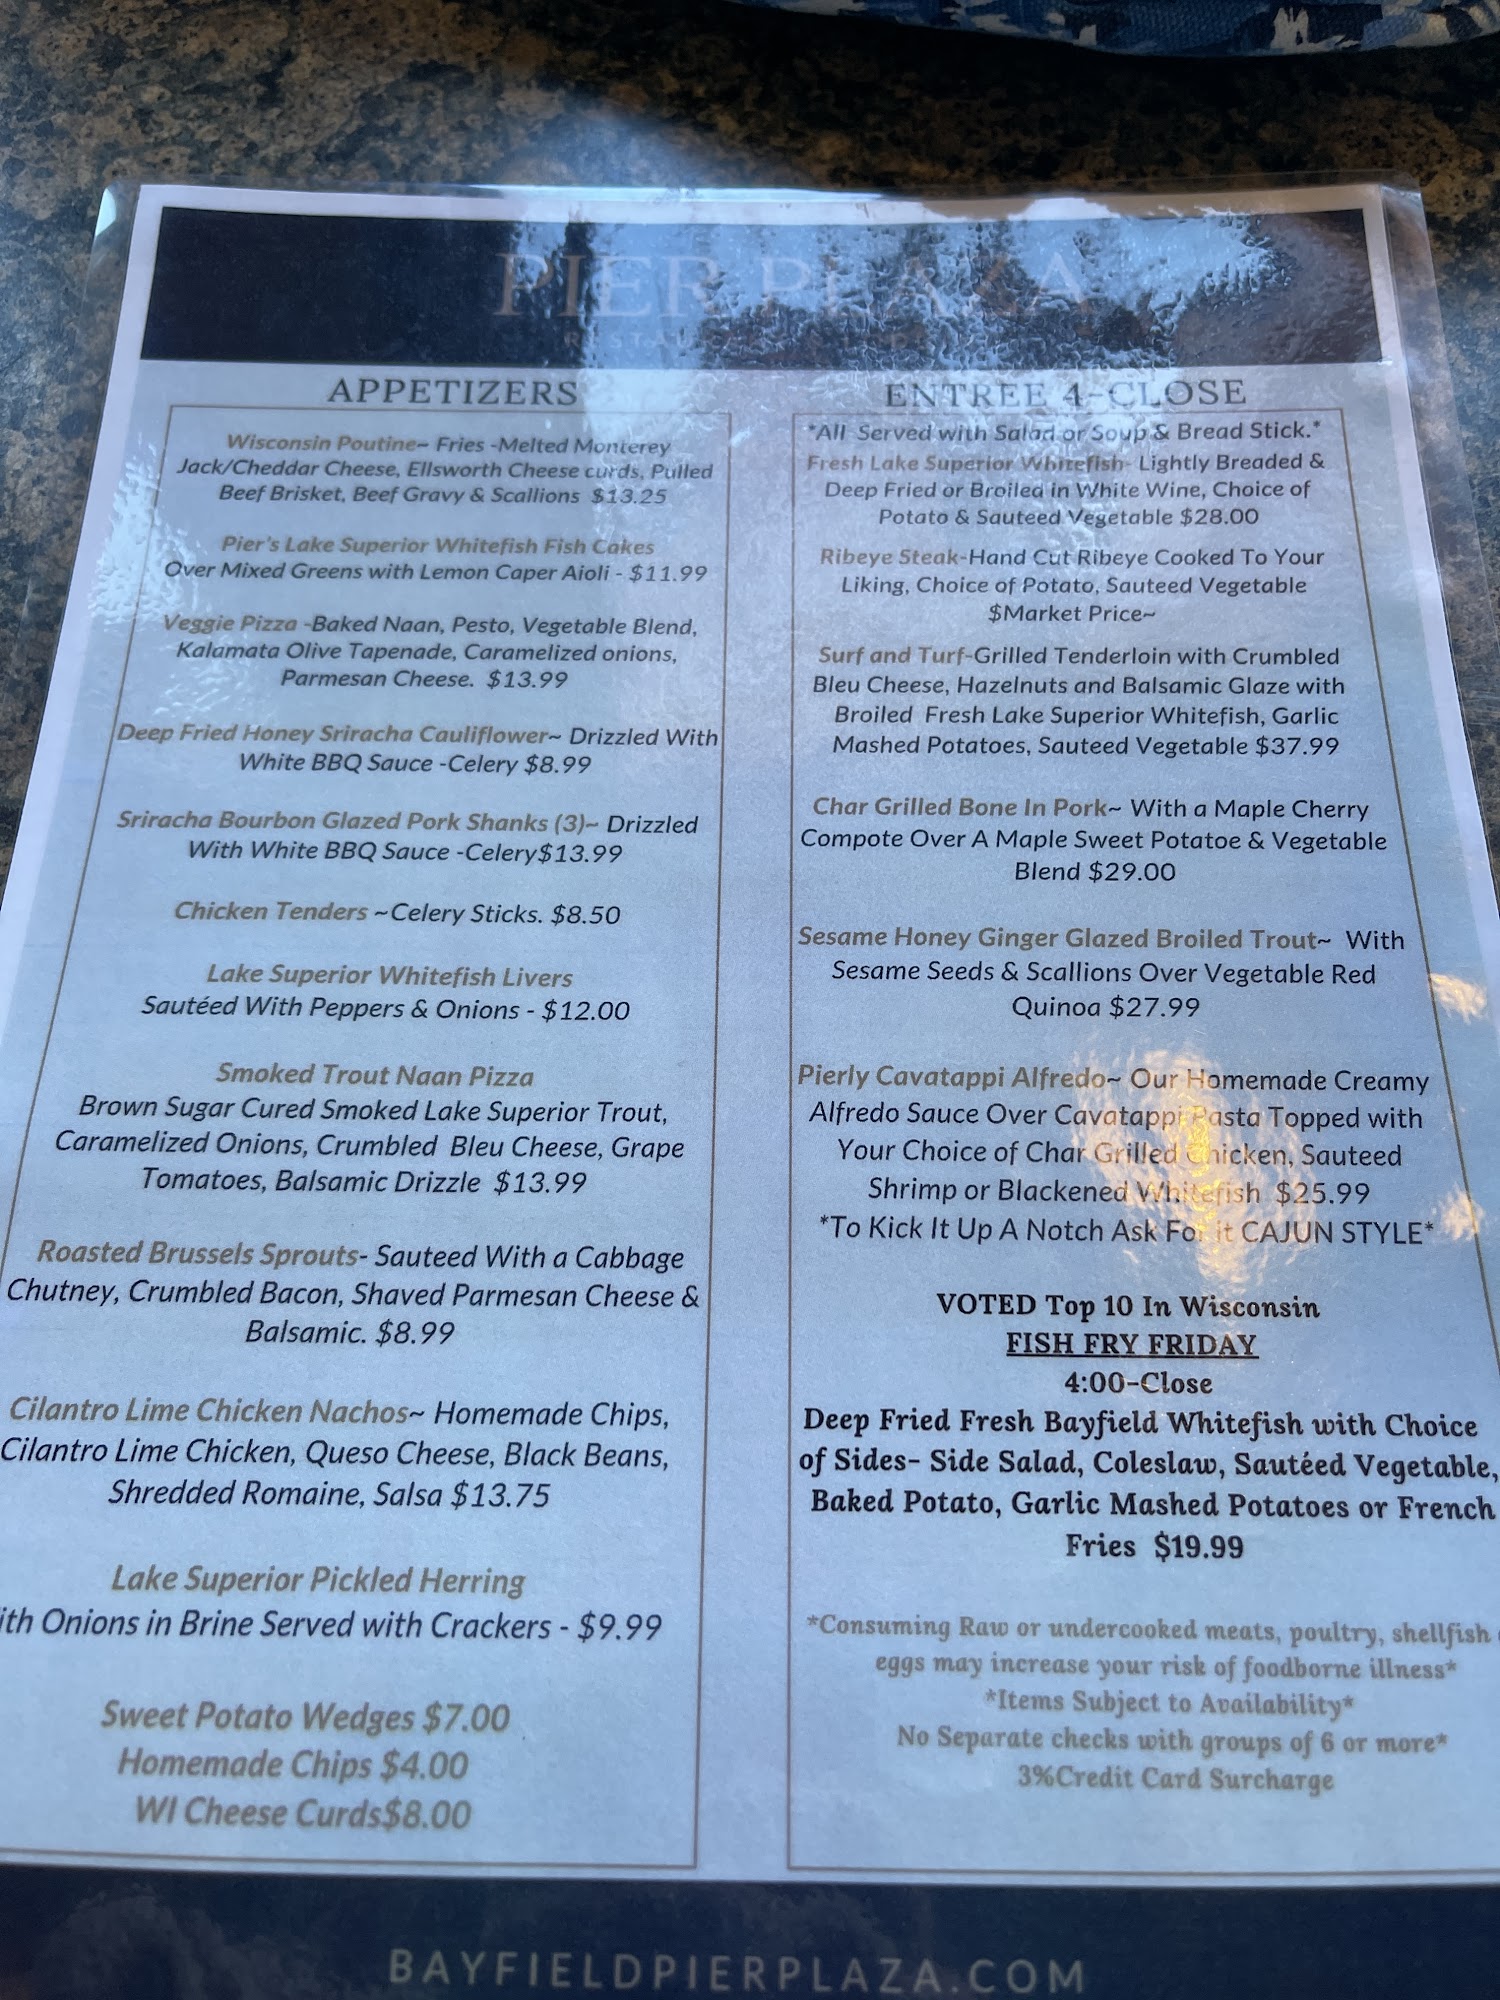 PIER PLAZA
APPETIZERS
Wisconsin Poutine~ Fries -Melted Monterey
Jack/Cheddar Cheese, Ellsworth Cheese curds, Pulled
Beef Brisket, Beef Gravy & Scallions $13.25
Pier's Lake Superior Whitefish Fish Cakes
Over Mixed Greens with Lemon Caper Aioli - $11.99
Veggie Pizza -Baked Naan, Pesto, Vegetable Blend,
Kalamata Olive Tapenade, Caramelized onions,
Parmesan Cheese. $13.99
Deep Fried Honey Sriracha Cauliflower~ Drizzled With
White BBQ Sauce -Celery $8.99
Sriracha Bourbon Glazed Pork Shanks (3)~ Drizzled
With White BBQ Sauce -Celery$13.99
Chicken Tenders ~Celery Sticks. $8.50
Lake Superior Whitefish Livers
Sautéed With Peppers & Onions - $12.00
Smoked Trout Naan Pizza
Brown Sugar Cured Smoked Lake Superior Trout,
Caramelized Onions, Crumbled Bleu Cheese, Grape
Tomatoes, Balsamic Drizzle $13.99
Roasted Brussels Sprouts- Sauteed With a Cabbage
Chutney, Crumbled Bacon, Shaved Parmesan Cheese &
Balsamic. $8.99
Cilantro Lime Chicken Nachos~ Homemade Chips,
Cilantro Lime Chicken, Queso Cheese, Black Beans,
Shredded Romaine, Salsa $13.75
Lake Superior Pickled Herring
ith Onions in Brine Served with Crackers - $9.99
Sweet Potato Wedges $7.00
Homemade Chips $4.00
WI Cheese Curds$8.00
ENTREE 4-CLOSE
*All Served with Salad or Soup & Bread Stick.*
Fresh Lake Superior Whitefish- Lightly Breaded &
Deep Fried or Broiled in White Wine, Choice of
Potato & Sauteed Vegetable $28.00
Ribeye Steak-Hand Cut Ribeye Cooked To Your
Liking, Choice of Potato, Sauteed Vegetable
$Market Price~
Surf and Turf-Grilled Tenderloin with Crumbled
Bleu Cheese, Hazelnuts and Balsamic Glaze with
Broiled Fresh Lake Superior Whitefish, Garlic
Mashed Potatoes, Sauteed Vegetable $37.99
Char Grilled Bone In Pork~ With a Maple Cherry
Compote Over A Maple Sweet Potatoe & Vegetable
Blend $29.00
Sesame Honey Ginger Glazed Broiled Trout~ With
Sesame Seeds & Scallions Over Vegetable Red
Quinoa $27.99
Pierly Cavatappi Alfredo~ Our Homemade Creamy
Alfredo Sauce Over Cavatappi Pasta Topped with
Your Choice of Char Grilled Chicken, Sauteed
Shrimp or Blackened Whitefish $25.99
*To Kick It Up A Notch Ask For it CAJUN STYLE*
VOTED Top 10 In Wisconsin
FISH FRY FRIDAY
4:00-Close
Deep Fried Fresh Bayfield Whitefish with Choice
of Sides- Side Salad, Coleslaw, Sautéed Vegetable,
Baked Potato, Garlic Mashed Potatoes or French
Fries $19.99
*Consuming Raw or undercooked meats, poultry, shellfish
eggs may increase your risk of foodborne illness*
*Items Subject to Availability*
No Separate checks with groups of 6 or more*
3%Credit Card Surcharge
BAYFIELDPIERPLAZA.COM